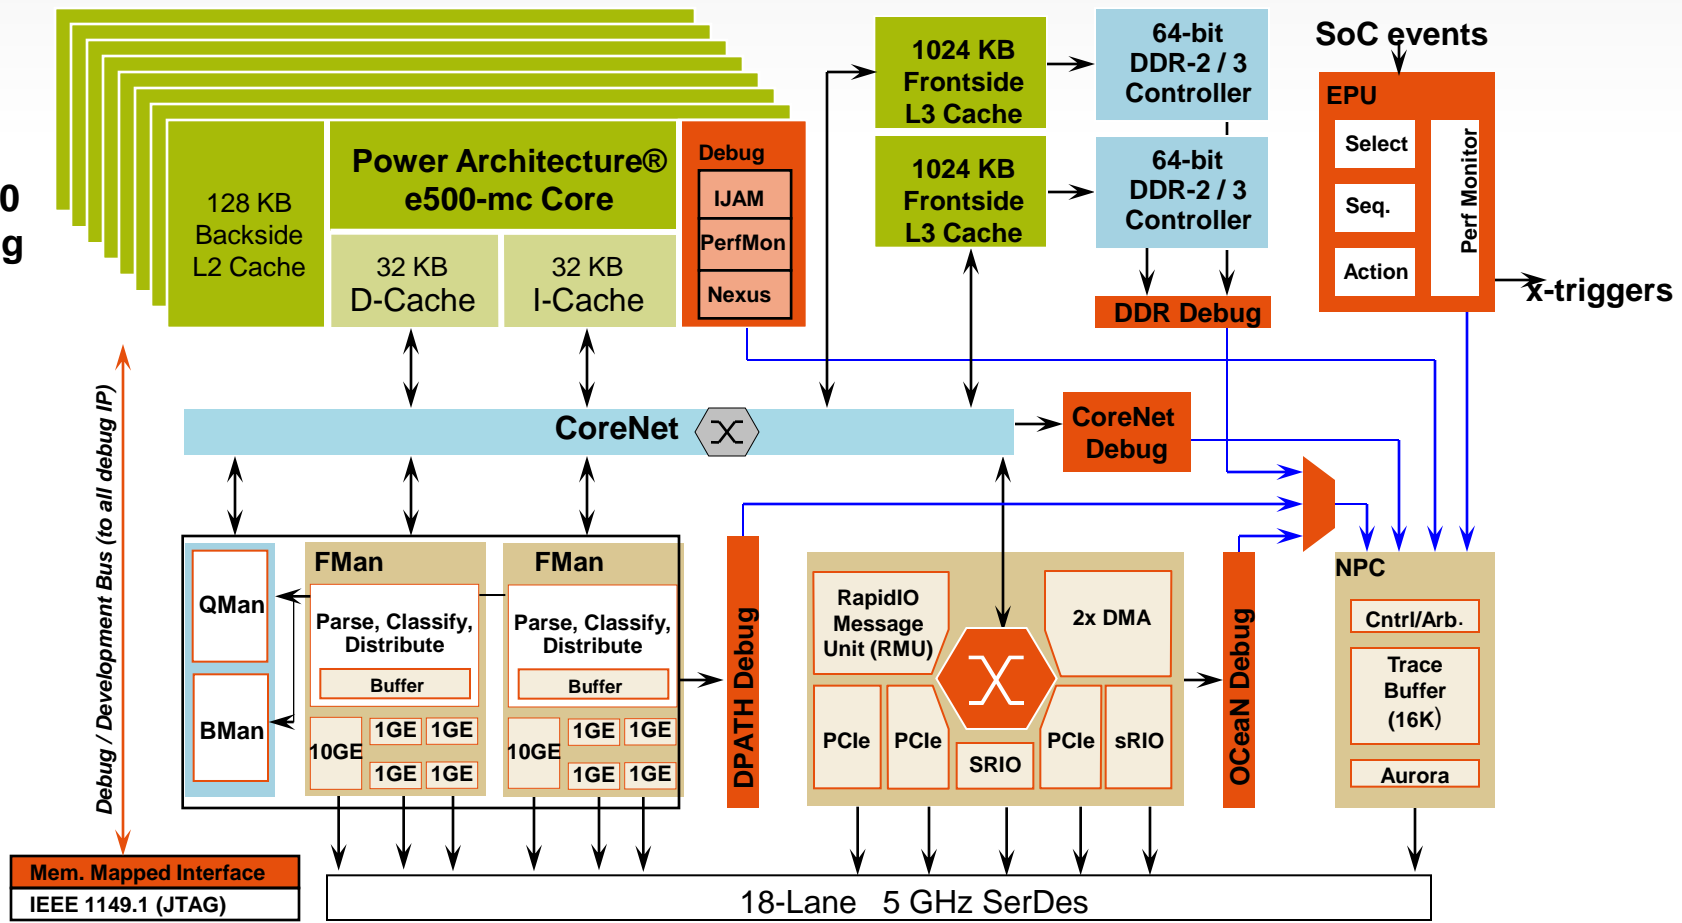 0
g
128 KB
Backside
L2 Cache
Power Architecture®
e500-mc Core
32 KB
D-Cache
32 KB
I-Cache
Debug
IJAM
PerfMon
Nexus
1024 KB
Frontside
L3 Cache
1024 KB
Frontside
L3 Cache
64-bit
DDR-2 / 3
Controller
64-bit
DDR-2 / 3
Controller
DDR Debug
SoC events
EPU
Select
Seq.
Action
Perf Monitor
x-triggers
CoreNet
CoreNet
Debug
Debug / Development Bus (to all debug IP)
QMan
BMan
FMan
Parse, Classify,
Distribute
Buffer
10GE
1GE
1GE
1GE
1GE
FMan
Parse, Classify,
Distribute
Buffer
10GE
1GE
1GE
1GE
1GE
DPATH Debug
RapidIO
Message
Unit (RMU)
2x DMA
PCIe
PCIe
SRIO
PCIe
sRIO
OCeaN Debug
NPC
Cntrl/Arb.
Trace
Buffer
(16K)
Aurora
Mem. Mapped Interface
IEEE 1149.1 (JTAG)
18-Lane 5 GHz SerDes